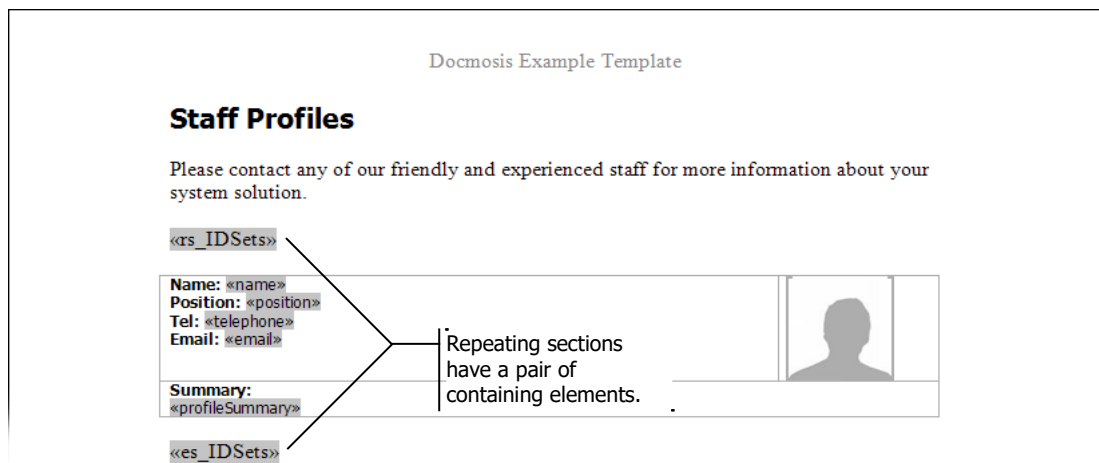 Docmosis Example Template
Staff Profiles
Please contact any of our friendly and experienced staff for more information about your
system solution.
«rs_IDSets»
Name: «name»
Position: «position»
Tel: «telephone»
Email: «email»
Repeating sections
have a pair of
containing elements.
Summary:
«profileSummary»
«es_IDSets»